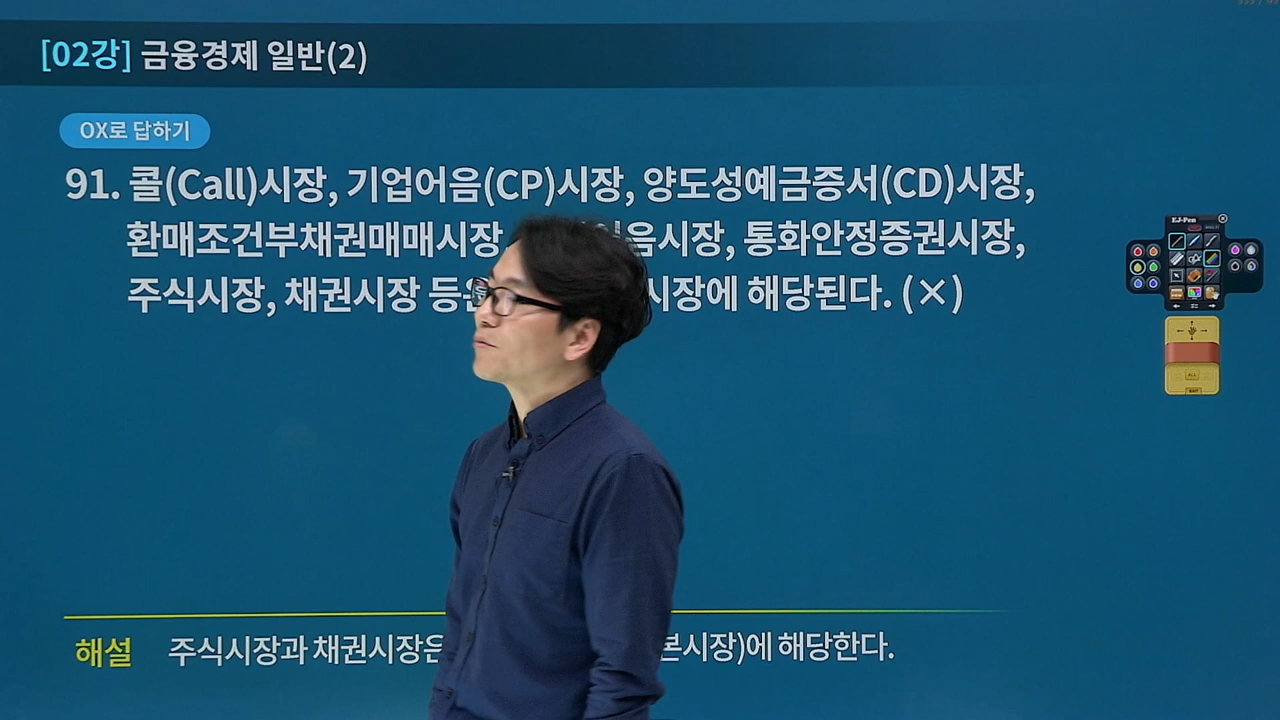 [02강] 금융경제 일반(2)
OX로 답하기
91. 콜(Call)시장, 기업어음(CP)시장, 양도성예금증서(CD)시장,
환매조건부채권매매시장 음시장, 통화안정증권시장,
주식시장, 채권시장 등 시장에 해당된다. (×)
해설 주식시장과 채권시장은 본시장)에 해당한다.
EJ-Pen